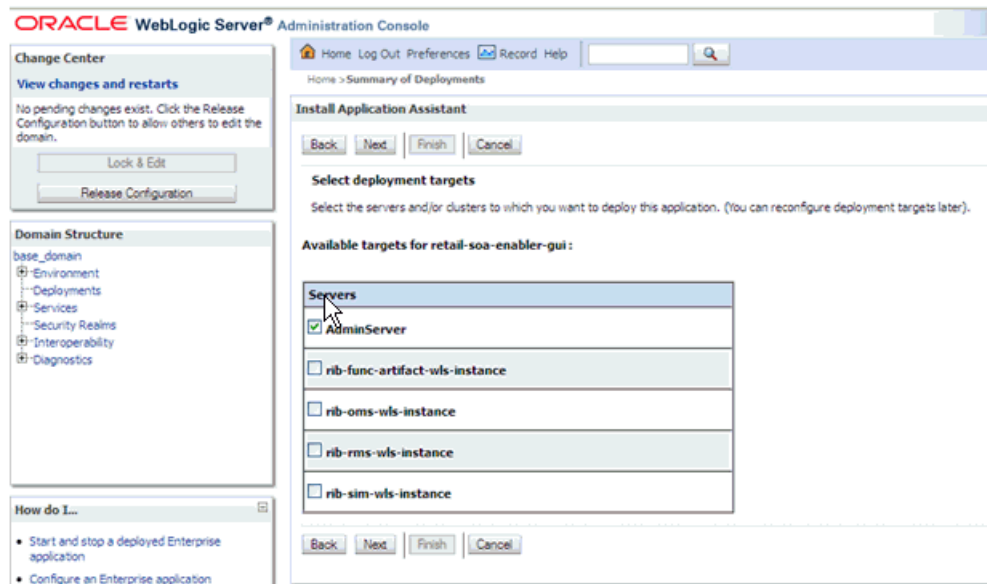 ORACLE WebLogic Server® Administration Console
Change Center
View changes and restarts
No pending changes exist. Click the Release
Configuration button to allow others to edit the
domain.
Lock & Edit
Release Configuration
Domain Structure
base_domain
Environment
Deployments
Services
Security Realms
Interoperability
Diagnostics
How do I...
Start and stop a deployed Enterprise
application
Configure an Enterprise application
Home Log Out Preferences Record Help
Home >Summary of Deployments
Install Application Assistant
Back Next Finish Cancel
Select deployment targets
Select the servers and/or clusters to which you want to deploy this application. (You can reconfigure deployment targets later).
Available targets for retail-soa-enabler-gui :
Servers
AdminServer
rib-func-artifact-wls-instance
rib-oms-wls-instance
rib-rms-wls-instance
rib-sim-wls-instance
Back Next Finish Cancel